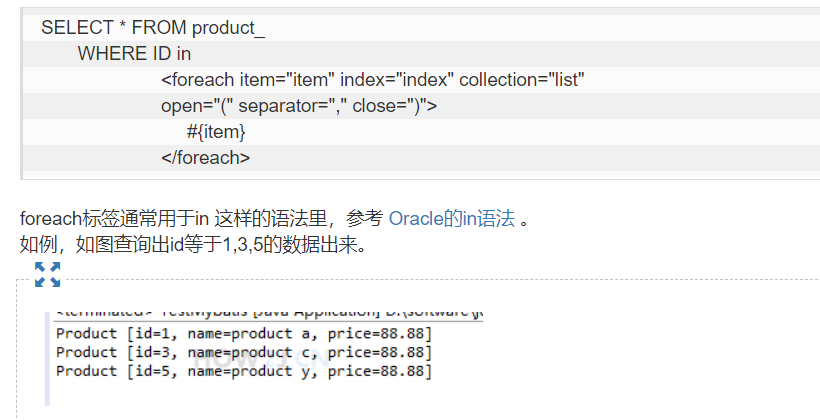 SELECT * FROM product_
WHERE ID in
<foreach item="item" index="index" collection="list"
open="(" separator="," close=")">
#{item}
</foreach>
foreach标签通常用于in 这样的语法里，参考 Oracle的in语法 。
如例，如图查询出id等于1,3,5的数据出来。
<terminated> TestMybatis [Java Application] D:\software\j
Product [id=1, name=product a, price=88.88]
Product [id=3, name=product c, price=88.88]
Product [id=5, name=product y, price=88.88]